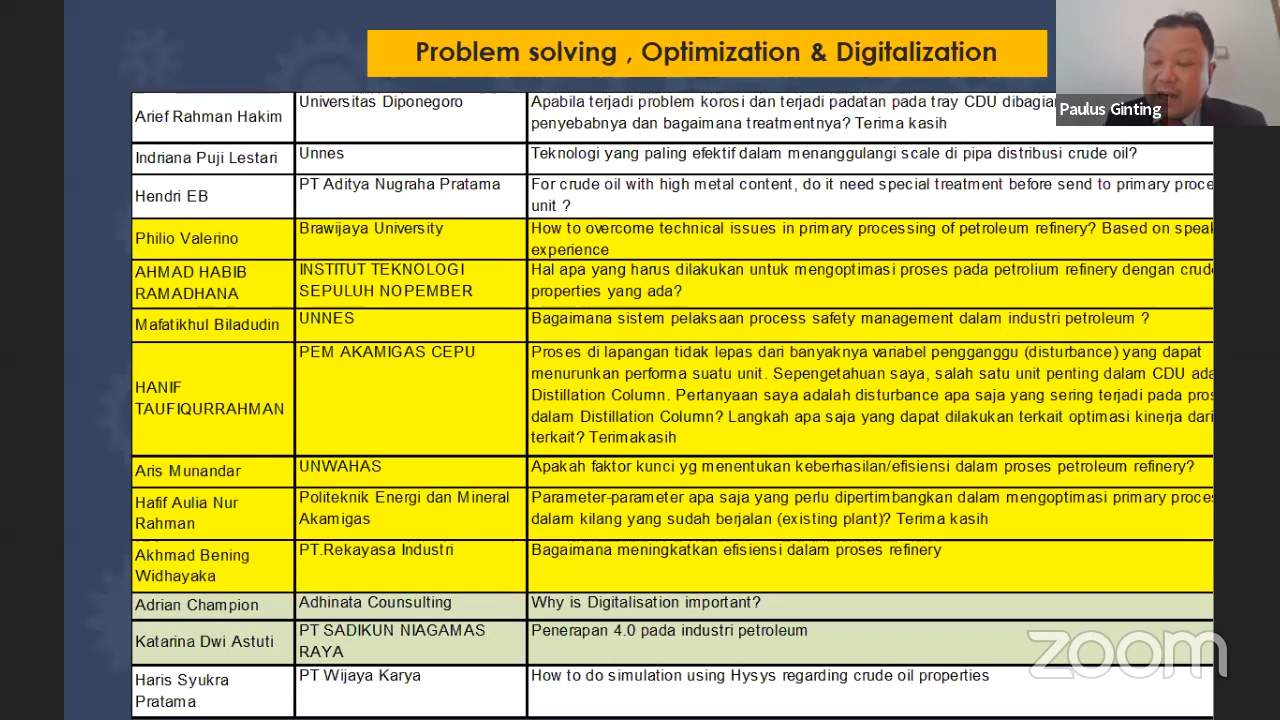 Problem solving , Optimization & Digitalization
Paulus Ginting
Arief Rahman Hakim
Universitas Diponegoro
Apabila terjadi problem korosi dan terjadi padatan pada tray CDU dibagia
penyebabnya dan bagaimana treatmentnya? Terima kasih
Indriana Puji Lestari
Unnes
Teknologi yang paling efektif dalam menanggulangi scale di pipa distribusi crude oil?
Hendri EB
PT Aditya Nugraha Pratama
For crude oil with high metal content, do it need special treatment before send to primary proce
unit ?
Philio Valerino
Brawijaya University
How to overcome technical issues in primary processing of petroleum refinery? Based on speak
experience
AHMAD HABIB
RAMADHANA
INSTITUT TEKNOLOGI
SEPULUH NOPEMBER
Hal apa yang harus dilakukan untuk mengoptimasi proses pada petrolium refinery dengan crude
properties yang ada?
Mafatikhul Biladudin
UNNES
Bagaimana sistem pelaksaan process safety management dalam industri petroleum ?
HANIF
TAUFIQURRAHMAN
PEM AKAMIGAS CEPU
Proses di lapangan tidak lepas dari banyaknya variabel pengganggu (disturbance) yang dapat
menurunkan performa suatu unit. Sepengetahuan saya, salah satu unit penting dalam CDU ada
Distillation Column. Pertanyaan saya adalah disturbance apa saja yang sering terjadi pada pros
dalam Distillation Column? Langkah apa saja yang dapat dilakukan terkait optimasi kinerja dari
terkait? Terimakasih
Aris Munandar
UNWAHAS
Apakah faktor kunci yg menentukan keberhasilan/efisiensi dalam proses petroleum refinery?
Hafif Aulia Nur
Rahman
Politeknik Energi dan Mineral
Akamigas
Parameter-parameter apa saja yang perlu dipertimbangkan dalam mengoptimasi primary proces
dalam kilang yang sudah berjalan (existing plant)? Terima kasih
Akhmad Bening
Widhayaka
PT.Rekayasa Industri
Bagaimana meningkatkan efisiensi dalam proses refinery
Adrian Champion
Adhinata Counsulting
Why is Digitalisation important?
Katarina Dwi Astuti
PT SADIKUN NIAGAMAS
RAYA
Penerapan 4.0 pada industri petroleum
Haris Syukra
Pratama
PT Wijaya Karya
How to do simulation using Hysys regarding crude oil properties
zoom